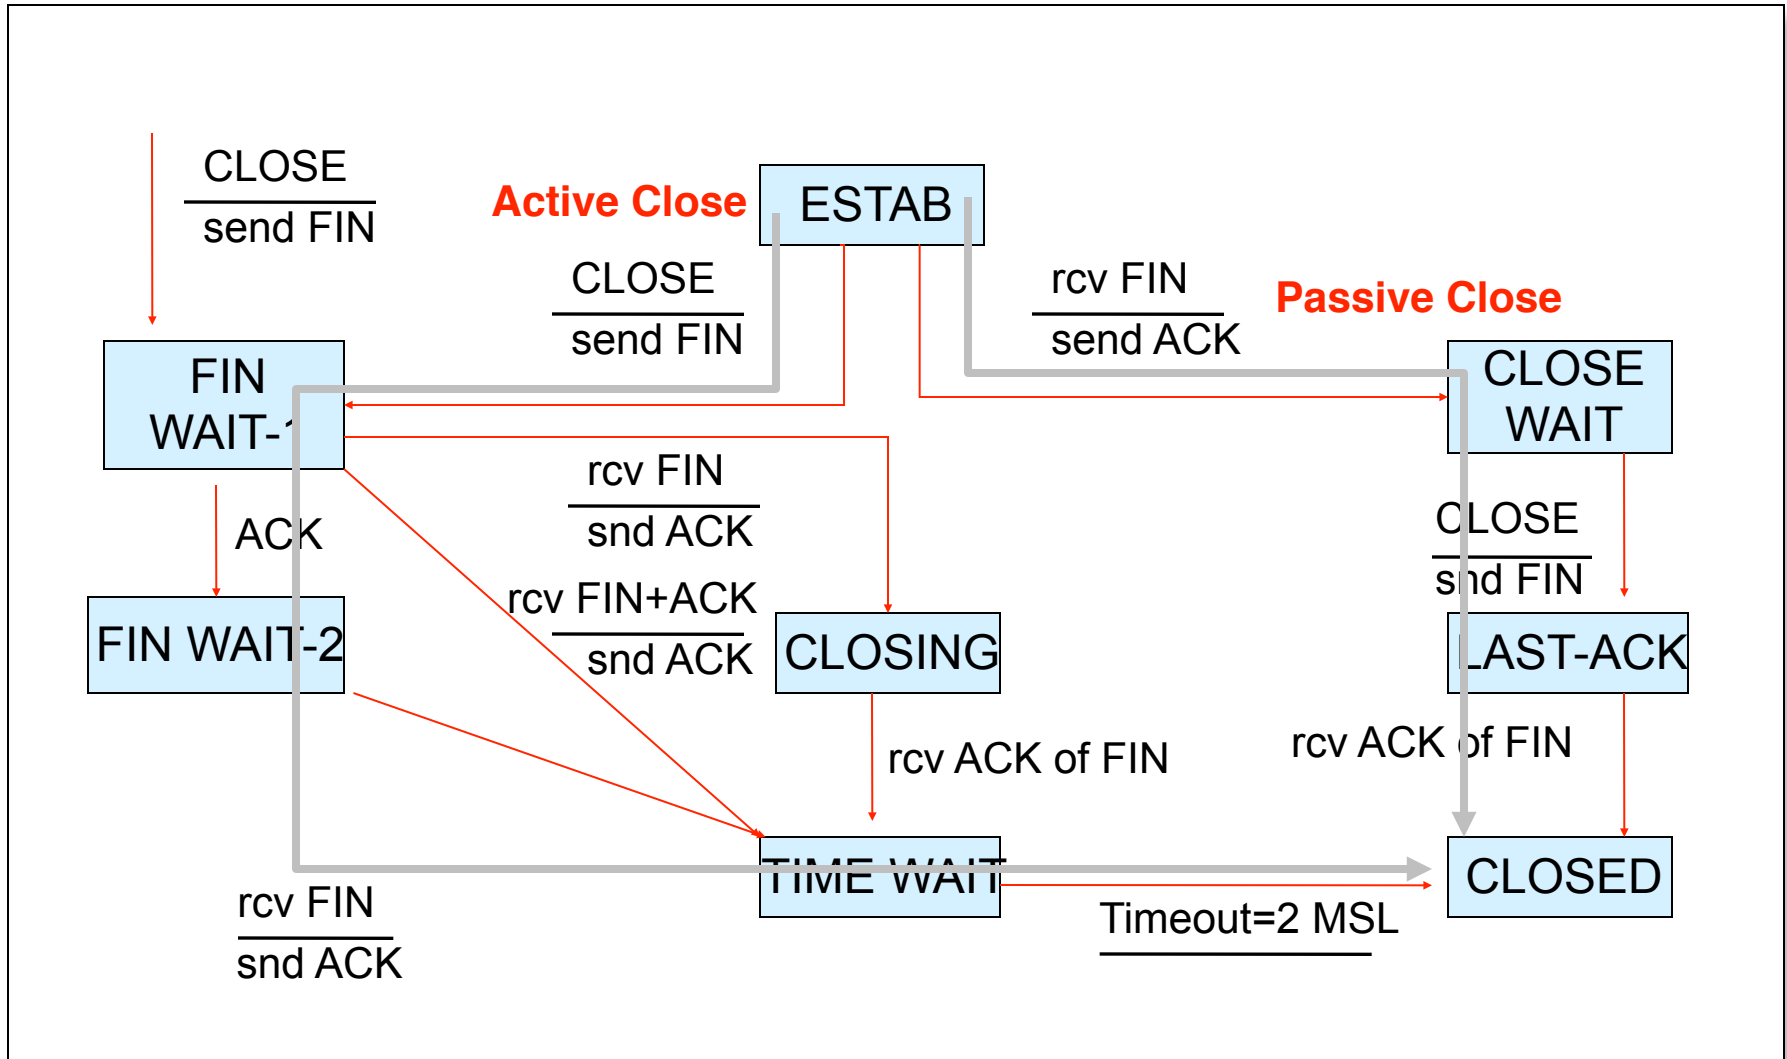 CLOSE
send FIN
Active Close
ESTAB
CLOSE
send FIN
rcv FIN
send ACK
Passive Close
FIN
WAIT-1
CLOSE
WAIT
rcv FIN
snd ACK
ACK
CLOSE
snd FIN
rcv FIN+ACK
snd ACK
FIN WAIT-2
CLOSING
LAST-ACK
rcv ACK of FIN
rcv ACK of FIN
TIME WAIT
CLOSED
rcv FIN
snd ACK
Timeout=2 MSL